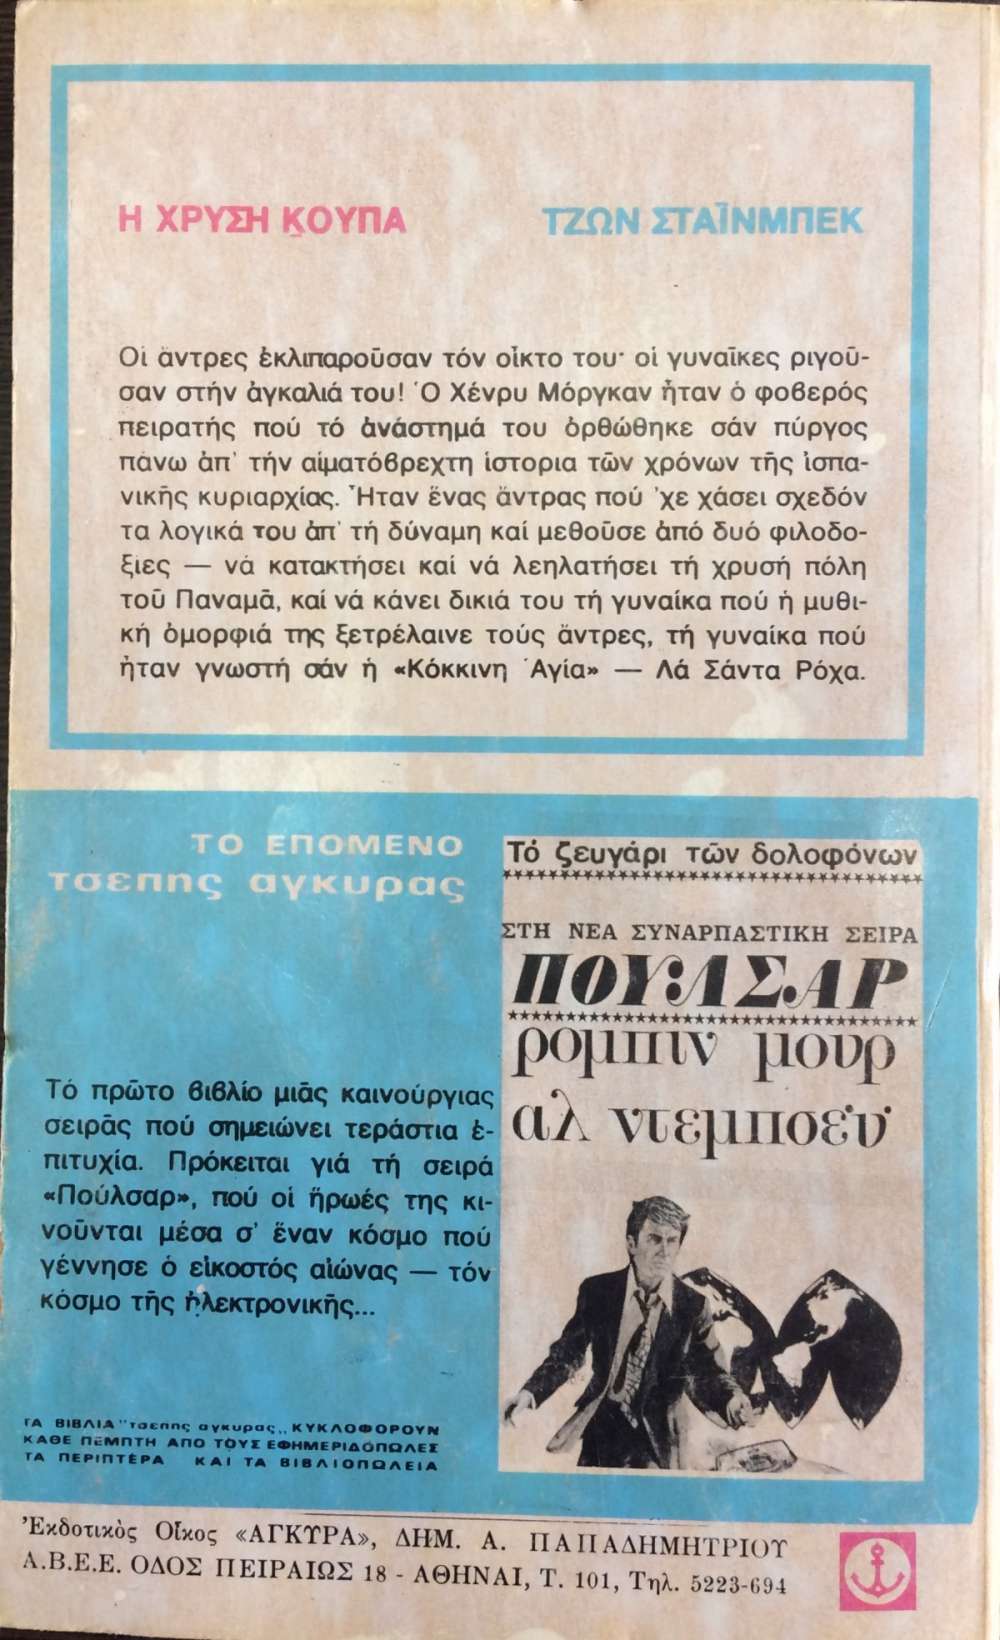 Η ΧΡΥΣΗ ΚΟΥΠΑ
ΤΖΩΝ ΣΤΑΪΝΜΠΕΚ
Οἱ ἄντρες ἐκλιπαροῦσαν τόν οἶκτο του· οἱ γυναῖκες ριγοῦ-
σαν στήν ἀγκαλιά του! Ὁ Χένρυ Μόργκαν ἦταν ὁ φοβερός
πειρατής πού τό ἀνάστημά του ὀρθώθηκε σάν πύργος
πάνω ἀπ' τήν αἱματόβρεχτη ἱστορια τῶν χρόνων τῆς ἰσπα-
νικῆς κυριαρχίας. Ἦταν ἕνας ἄντρας πού 'χε χάσει σχεδόν
τα λογικά του ἀπ' τή δύναμη καί μεθοῦσε ἀπό δυό φιλοδο-
ξίες — νά κατακτήσει καί νά λεηλατήσει τή χρυσή πόλη
τοῦ Παναμᾶ, καί νά κάνει δικιά του τή γυναίκα πού ἡ μυθι-
κή ὀμορφιά της ξετρέλαινε τούς ἄντρες, τή γυναίκα πού
ἦταν γνωστή σάν ἡ «Κόκκινη Ἁγία» — Λά Σάντα Ρόχα.
ΤΟ ΕΠΟΜΕΝΟ
τσεπης αγκυρας
Τό ζευγάρι τῶν δολοφόνων
ΣΤΗ ΝΕΑ ΣΥΝΑΡΠΑΣΤΙΚΗ ΣΕΙΡΑ
ΠΟΥΛΣΑΡ
ρομπιν μουρ
αλ ντεμπσεϋ
Τό πρῶτο βιβλίο μιᾶς καινούργιας
σειρᾶς πού σημειώνει τεράστια ἐ-
πιτυχία. Πρόκειται γιά τή σειρά
«Πούλσαρ», πού οἱ ἥρωές της κι-
νοῦνται μέσα σ' ἕναν κόσμο πού
γέννησε ὁ εἰκοστός αἰώνας — τόν
κόσμο τῆς ἠλεκτρονικῆς...
ΤΑ ΒΙΒΛΙΑ "τσεπης αγκυρας,, ΚΥΚΛΟΦΟΡΟΥΝ
ΚΑΘΕ ΠΕΜΠΤΗ ΑΠΟ ΤΟΥΣ ΕΦΗΜΕΡΙΔΟΠΩΛΕΣ
ΤΑ ΠΕΡΙΠΤΕΡΑ ΚΑΙ ΤΑ ΒΙΒΛΙΟΠΩΛΕΙΑ
Ἐκδοτικὸς Οἶκος «ΑΓΚΥΡΑ», ΔΗΜ. Α. ΠΑΠΑΔΗΜΗΤΡΙΟΥ
Α.Β.Ε.Ε. ΟΔΟΣ ΠΕΙΡΑΙΩΣ 18 - ΑΘΗΝΑΙ, Τ. 101, Τηλ. 5223-694